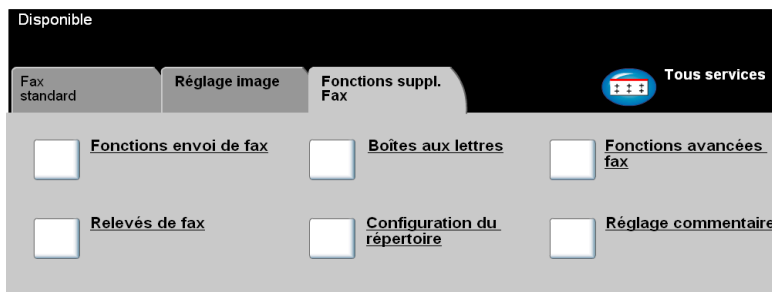 Disponible
Fax
standard
Réglage image
Fonctions suppl.
Fax
Tous services
Fonctions envoi de fax
Boîtes aux lettres
Fonctions avancées
fax
Relevés de fax
Configuration du
répertoire
Réglage commentaire